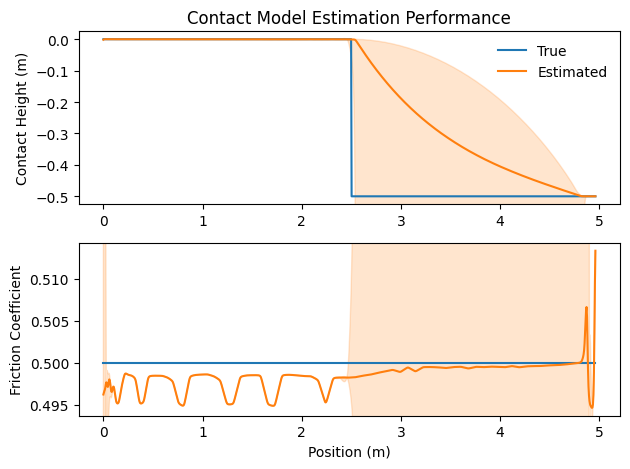 Contact Model Estimation Performance
Contact Height (m)
0.0
−0.1
−0.2
−0.3
−0.4
−0.5
True
Estimated
0 1 2 3 4 5
Friction Coefficient
0.510
0.505
0.500
0.495
0 1 2 3 4 5
Position (m)